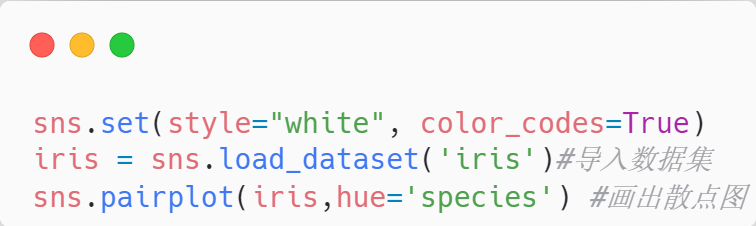 sns.set(style="white", color_codes=True)
iris = sns.load_dataset('iris')#导入数据集
sns.pairplot(iris,hue='species') #画出散点图